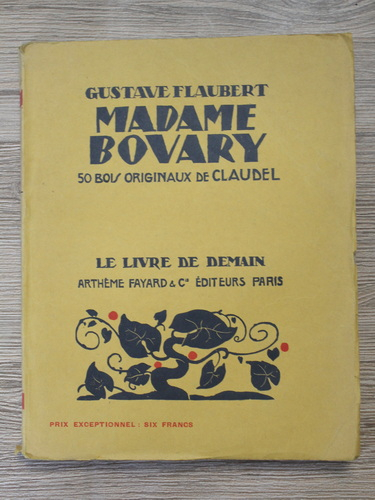 GUSTAVE FLAUBERT
MADAME
BOVARY
50 BOIS ORIGINAUX DE CLAUDEL
LE LIVRE DE DEMAIN
ARTHÈME FAYARD & Cie ÉDITEURS PARIS
PRIX EXCEPTIONNEL : SIX FRANCS